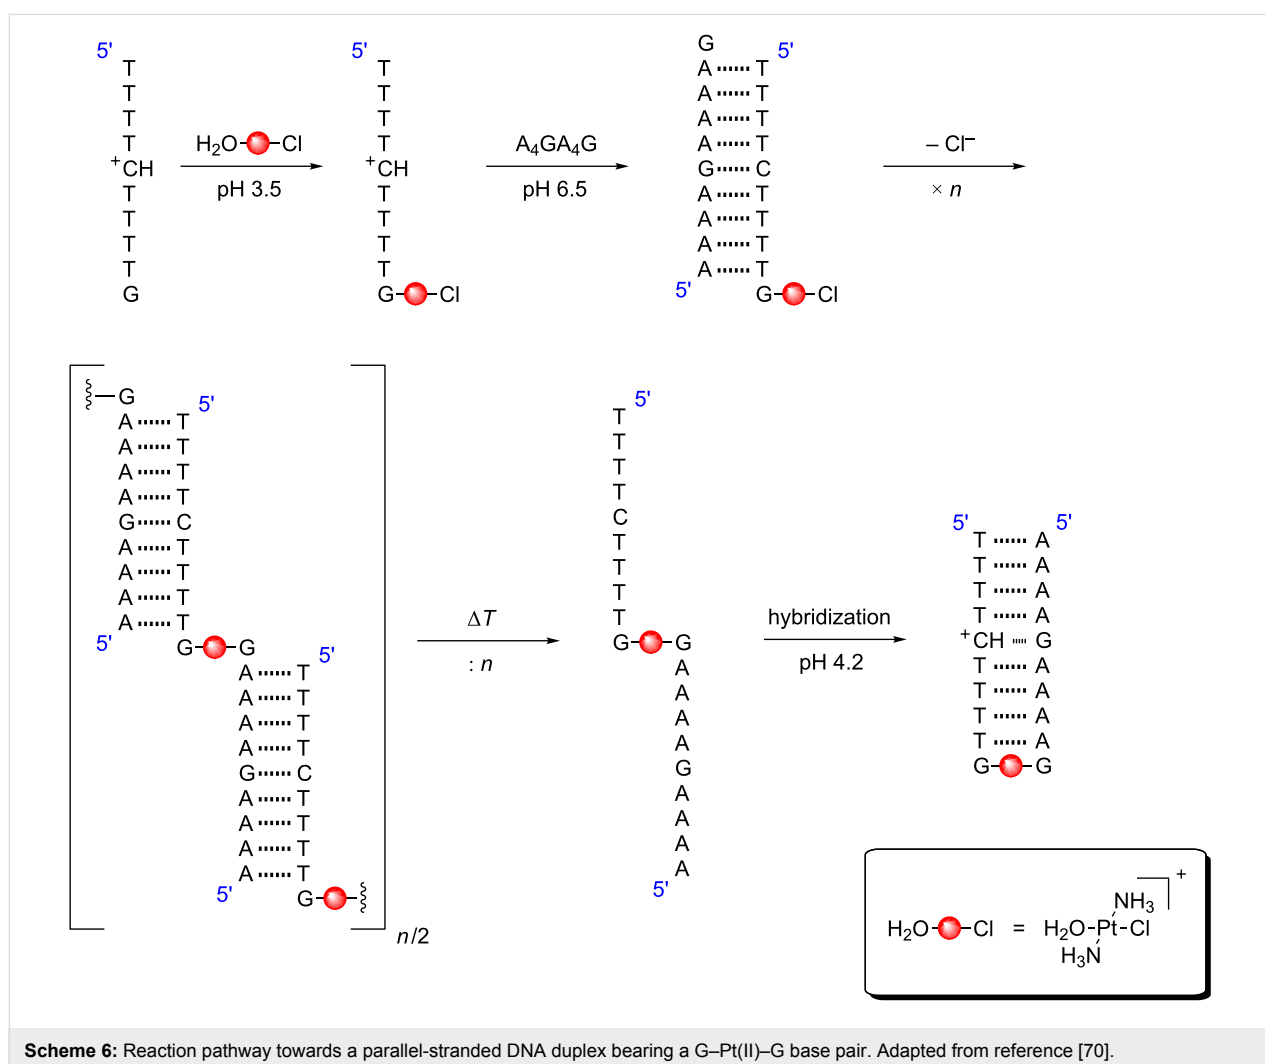 5'
T
T
T
T
+CH
T
T
T
T
G
H2O Cl
pH 3.5
5'
T
T
T
T
+CH
T
T
T
T
G Cl
A4GA4G
pH 6.5
G 5'
A T
A T
A T
A T
G C
A T
A T
A T
A T
5' G Cl
– Cl–
× n
G
A T 5'
A T
A T
A T
G C
A T
A T
A T
A T
5' G G
A T 5'
A T
A T
A T
G C
A T
A T
A T
A T
5' G
n/2
ΔT
: n
5'
T
T
T
T
C
T
T
T
T
G G
A
A
A
A
G
A
A
A
A
5'
hybridization
pH 4.2
5' 5'
T A
T A
T A
T A
+CH G
T A
T A
T A
T A
G G
H2O Cl = H2O Pt Cl NH3 H3N +
Scheme 6: Reaction pathway towards a parallel-stranded DNA duplex bearing a G–Pt(II)–G base pair. Adapted from reference [70].